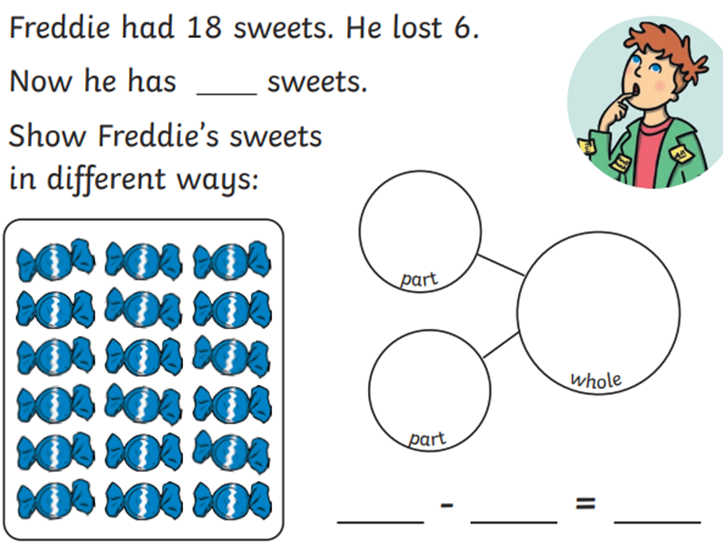 Freddie had 18 sweets. He lost 6.
Now he has ____ sweets.
Show Freddie's sweets
in different ways:
part
whole
part
____ - ____ = ____